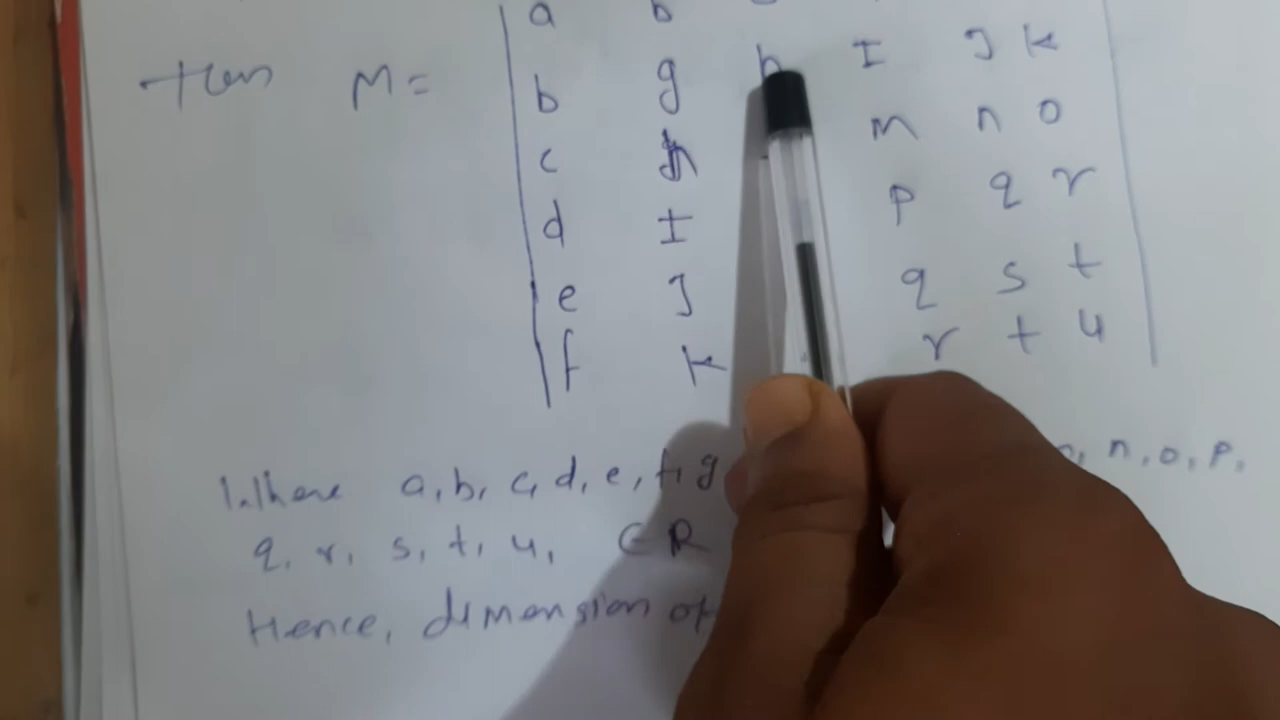 a b
then M = b g h I J K
c h m n o
d I p q r
e J q s t
f K r t u
Where a, b, c, d, e, f, g n, o, p,
q, r, s, t, u, ∈ R
Hence, dimension of